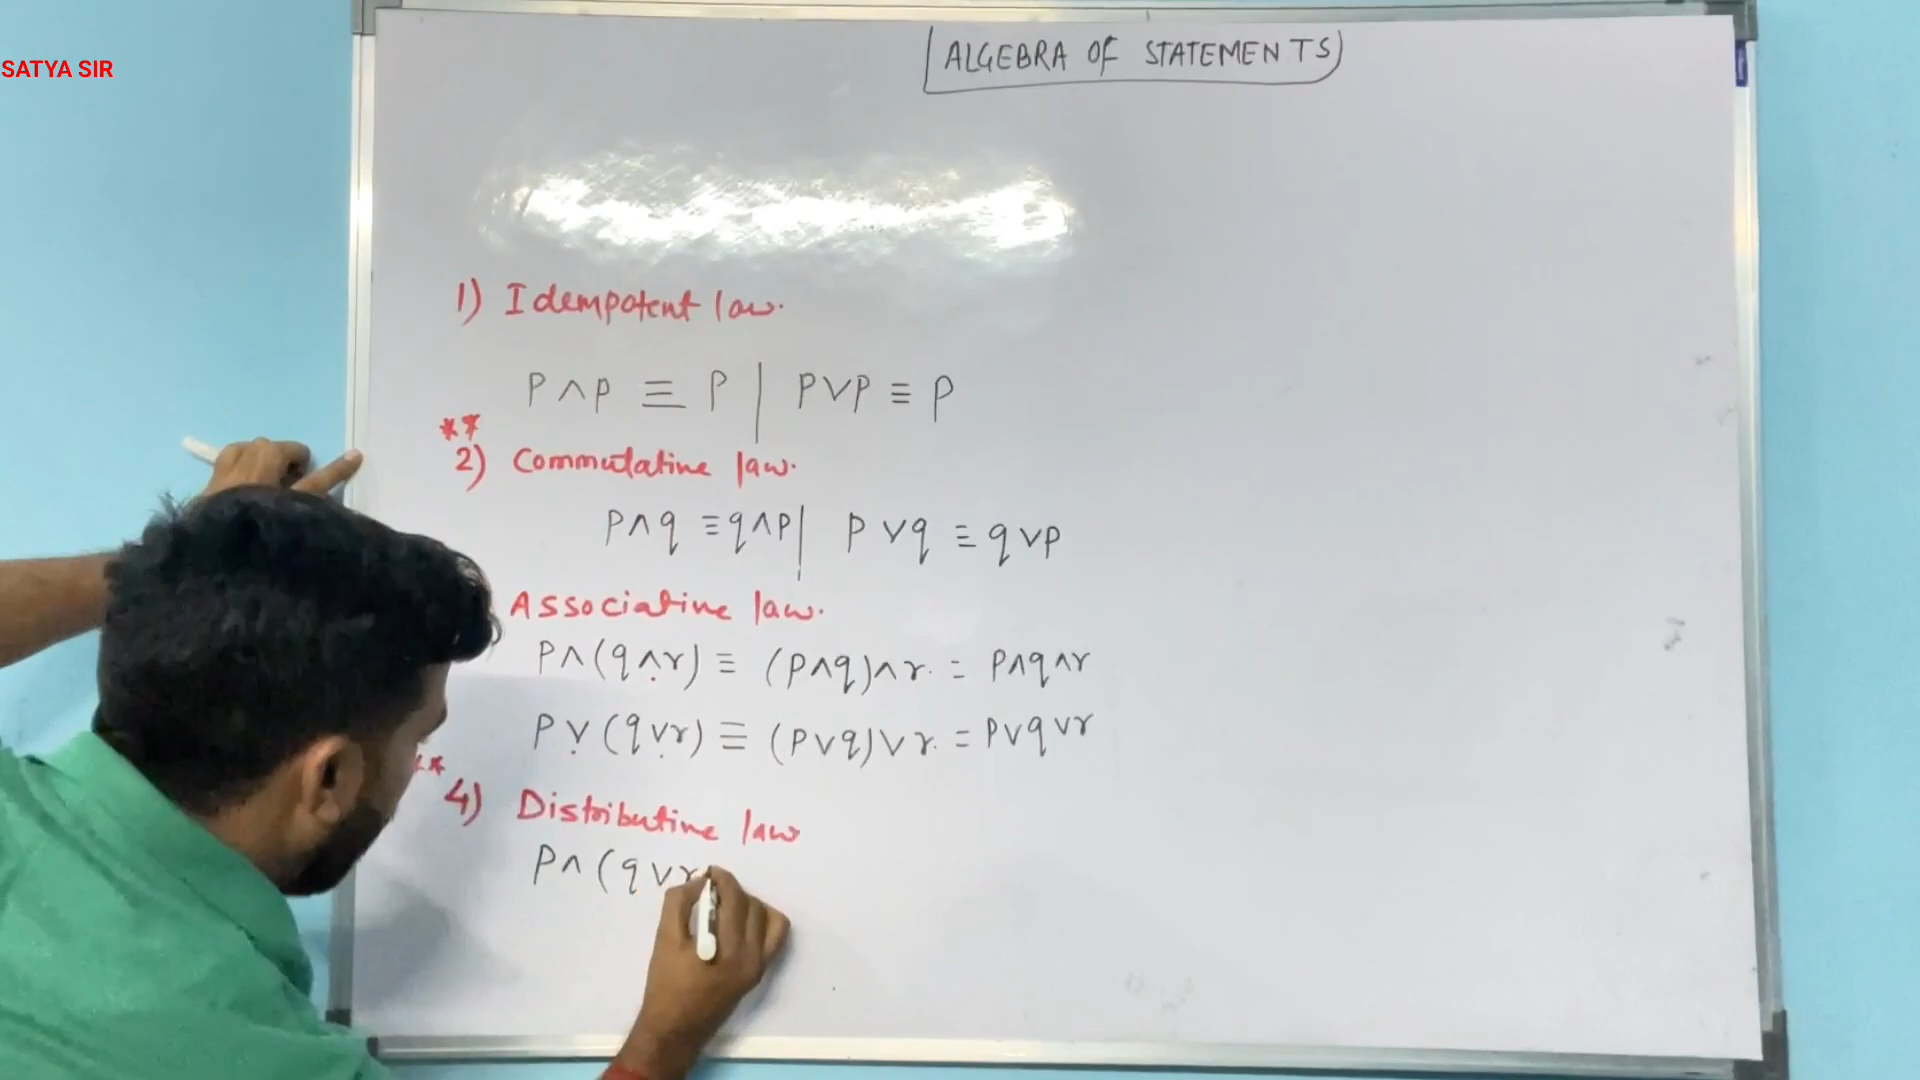 SATYA SIR
ALGEBRA OF STATEMENTS
1) Idempotent law.
P ∧ P ≡ P | P ∨ P ≡ P
**
2) Commutative law.
P ∧ q ≡ q ∧ P | P ∨ q ≡ q ∨ P
Associative law.
P ∧ (q ∧ r) ≡ (P ∧ q) ∧ r. = P ∧ q ∧ r
P ∨ (q ∨ r) ≡ (P ∨ q) ∨ r. = P ∨ q ∨ r
**
4) Distributive law
P ∧ (q ∨ r